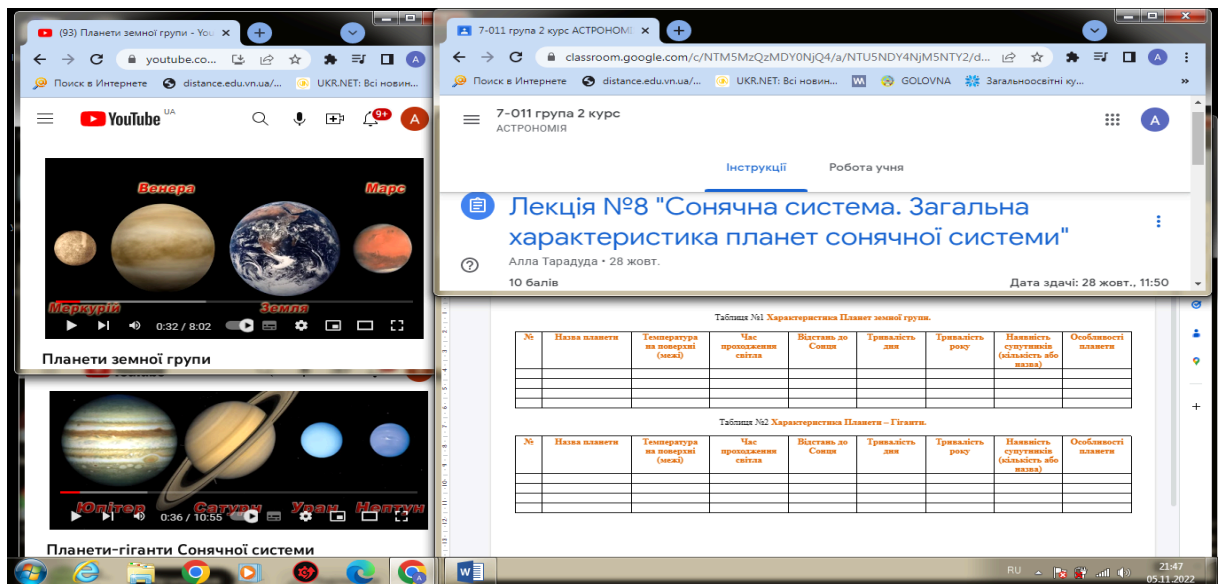 (93) Планети земної групи - You
youtube.co...
Поиск в Интернете distance.edu.vn.ua/... UKR.NET: Всі новин...
YouTube UA
9+
A
Венера
Марс
Меркурій
Земля
0:32 / 8:02
Планети земної групи
Юпітер
Сатурн
Уран
Нептун
0:36 / 10:55
Планети-гіганти Сонячної системи
7-011 група 2 курс АСТРОНОМІ
classroom.google.com/c/NTM5MzQzMDY0NjQ4/a/NTU5NDY4NjM5NTY2/d...
Поиск в Интернете distance.edu.vn.ua/... UKR.NET: Всі новин... GOLOVNA Загальноосвітні ку...
7-011 група 2 курс
АСТРОНОМІЯ
A
Інструкції Робота учня
Лекція №8 "Сонячна система. Загальна
характеристика планет сонячної системи"
Алла Тарадуда • 28 жовт.
10 балів Дата здачі: 28 жовт., 11:50
Таблиця №1 Характеристика Планет земної групи.
№ Назва планети Температура на поверхні (межі) Час проходження світла Відстань до Сонця Тривалість дня Тривалість року Наявність супутників (кількість або назва) Особливості планети
Таблиця №2 Характеристика Планети – Гіганти.
№ Назва планети Температура на поверхні (межі) Час проходження світла Відстань до Сонця Тривалість дня Тривалість року Наявність супутників (кількість або назва) Особливості планети
RU
21:47
05.11.2022